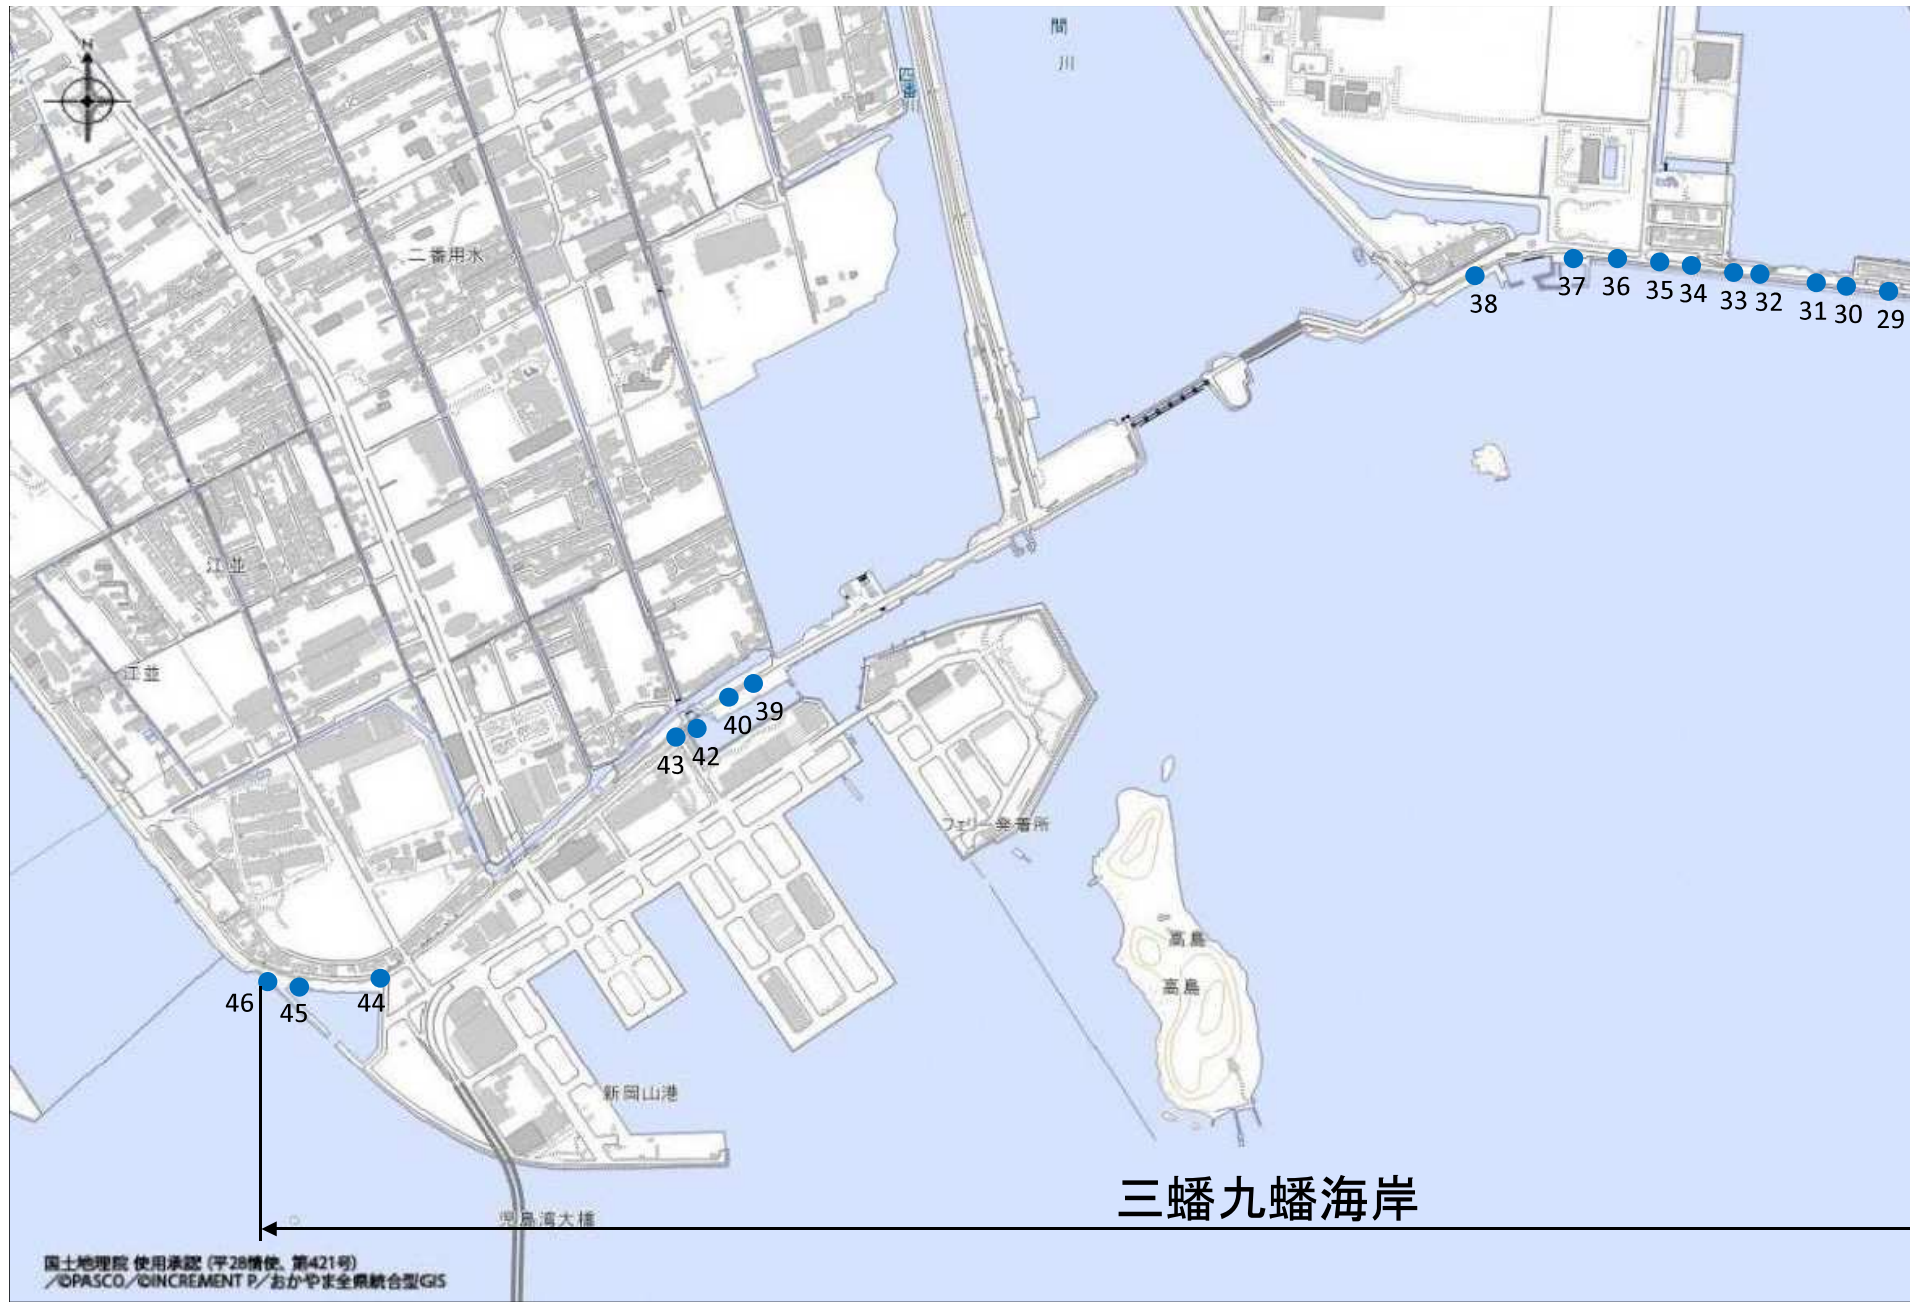 間
川
N
二番用水
37
36
35
34
33
32
31
30
29
38
江並
江並
39
40
42
43
フェリー発着所
高島
高島
46
45
44
新岡山港
三蟠九蟠海岸
児島湾大橋
国土地理院 使用承認 (平28情使、第421号)
／©PASCO／©INCREMENT P／おかやま全県統合型GIS